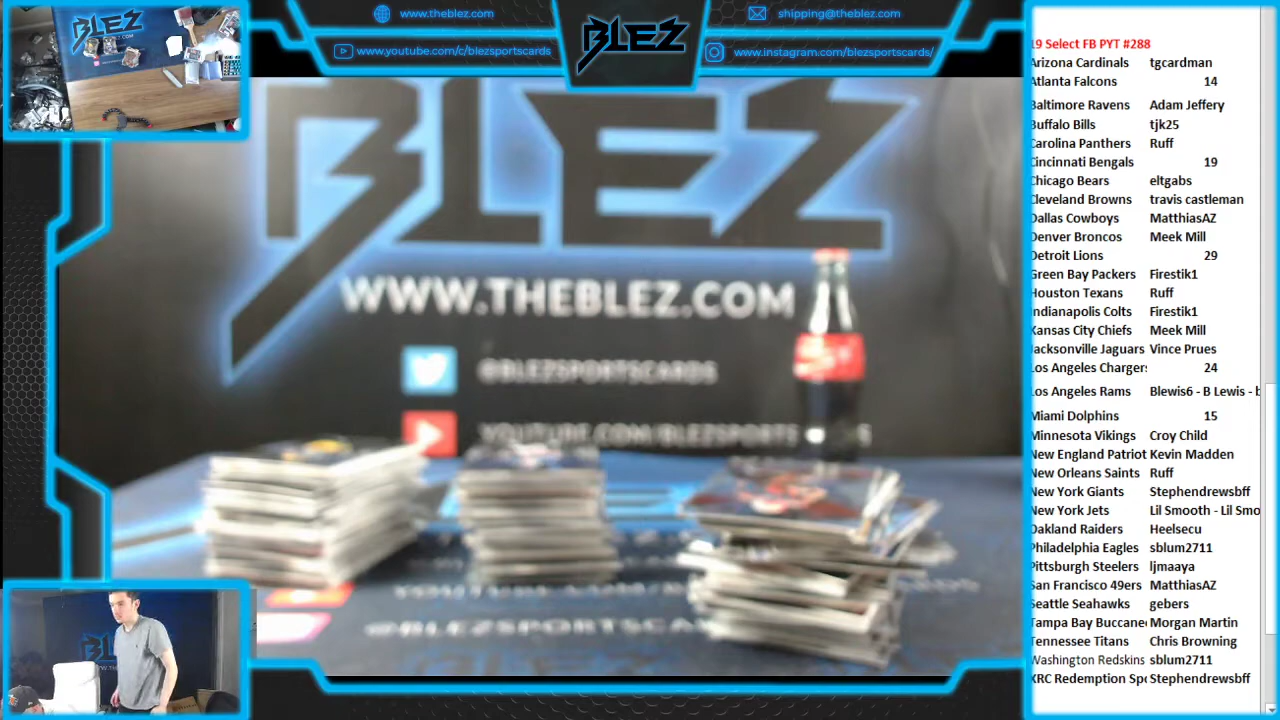 www.theblez.com
www.youtube.com/c/blezsportscards
BLEZ
shipping@theblez.com
www.instagram.com/blezsportscards/
BLEZ
WWW.THEBLEZ.COM
@BLEZSPORTSCARDS
YOUTUBE.COM/BLEZSPORTS S
@BLEZSPORTSCA
19 Select FB PYT #288
Arizona Cardinals tgcardman
Atlanta Falcons 14
Baltimore Ravens Adam Jeffery
Buffalo Bills tjk25
Carolina Panthers Ruff
Cincinnati Bengals 19
Chicago Bears eltgabs
Cleveland Browns travis castleman
Dallas Cowboys MatthiasAZ
Denver Broncos Meek Mill
Detroit Lions 29
Green Bay Packers Firestik1
Houston Texans Ruff
Indianapolis Colts Firestik1
Kansas City Chiefs Meek Mill
Jacksonville Jaguars Vince Prues
Los Angeles Chargers 24
Los Angeles Rams Blewis6 - B Lewis - b
Miami Dolphins 15
Minnesota Vikings Croy Child
New England Patriot Kevin Madden
New Orleans Saints Ruff
New York Giants Stephendrewsbff
New York Jets Lil Smooth - Lil Smo
Oakland Raiders Heelsecu
Philadelphia Eagles sblum2711
Pittsburgh Steelers ljmaaya
San Francisco 49ers MatthiasAZ
Seattle Seahawks gebers
Tampa Bay Buccanee Morgan Martin
Tennessee Titans Chris Browning
Washington Redskins sblum2711
XRC Redemption Spo Stephendrewsbff